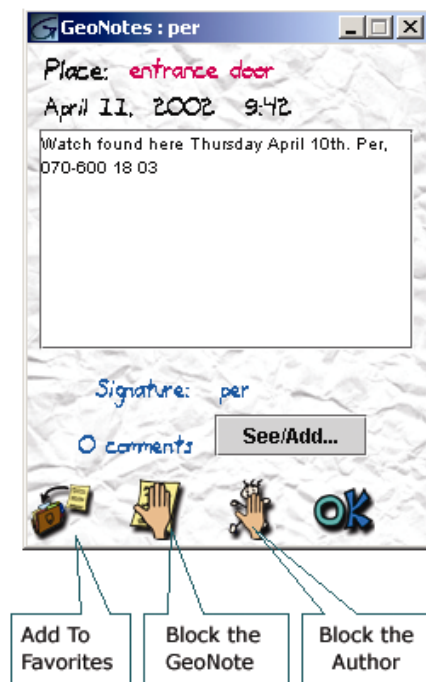 GeoNotes : per
Place: entrance door
April 11, 2002 9:42
Watch found here Thursday April 10th. Per,
070-600 18 03
Signature: per
0 comments See/Add...
OK
Add To
Favorites
Block the
GeoNote
Block the
Author